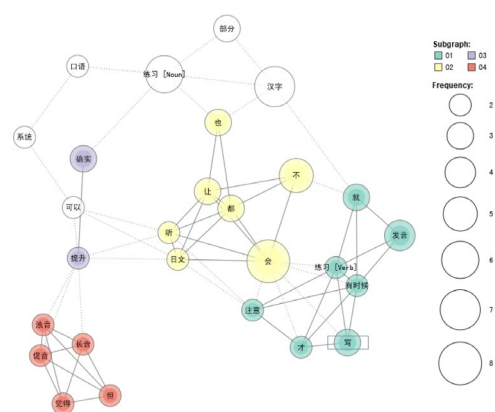 部分
口语
练习 [Noun]
汉字
系统
也
确实
不
让
就
可以
都
听
发音
提升
日文
会
练习 [Verb]
有时候
注意
浊音
长音
促音
才
写
觉得
但
Subgraph:
01
03
02
04
Frequency:
2
3
4
5
6
7
8